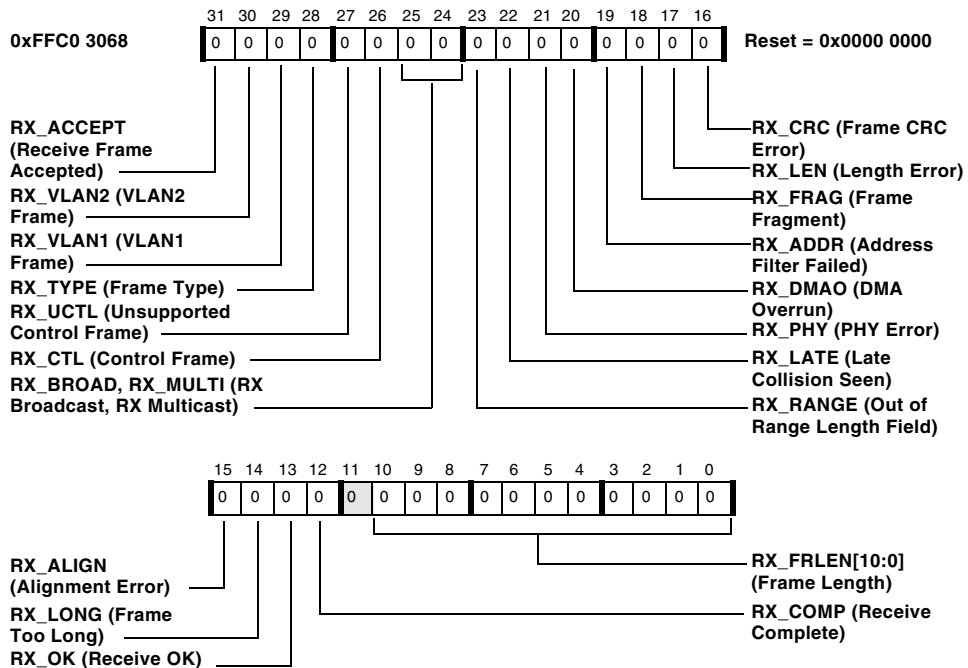 31 30 29 28 27 26 25 24 23 22 21 20 19 18 17 16
0xFFC0 3068
0 0 0 0 0 0 0 0 0 0 0 0 0 0 0 0
Reset = 0x0000 0000
RX_ACCEPT
(Receive Frame
Accepted)
RX_VLAN2 (VLAN2
Frame)
RX_VLAN1 (VLAN1
Frame)
RX_TYPE (Frame Type)
RX_UCTL (Unsupported
Control Frame)
RX_CTL (Control Frame)
RX_BROAD, RX_MULTI (RX
Broadcast, RX Multicast)
RX_CRC (Frame CRC
Error)
RX_LEN (Length Error)
RX_FRAG (Frame
Fragment)
RX_ADDR (Address
Filter Failed)
RX_DMAO (DMA
Overrun)
RX_PHY (PHY Error)
RX_LATE (Late
Collision Seen)
RX_RANGE (Out of
Range Length Field)
15 14 13 12 11 10 9 8 7 6 5 4 3 2 1 0
0 0 0 0 0 0 0 0 0 0 0 0 0 0 0 0
RX_ALIGN
(Alignment Error)
RX_LONG (Frame
Too Long)
RX_OK (Receive OK)
RX_FRLEN[10:0]
(Frame Length)
RX_COMP (Receive
Complete)